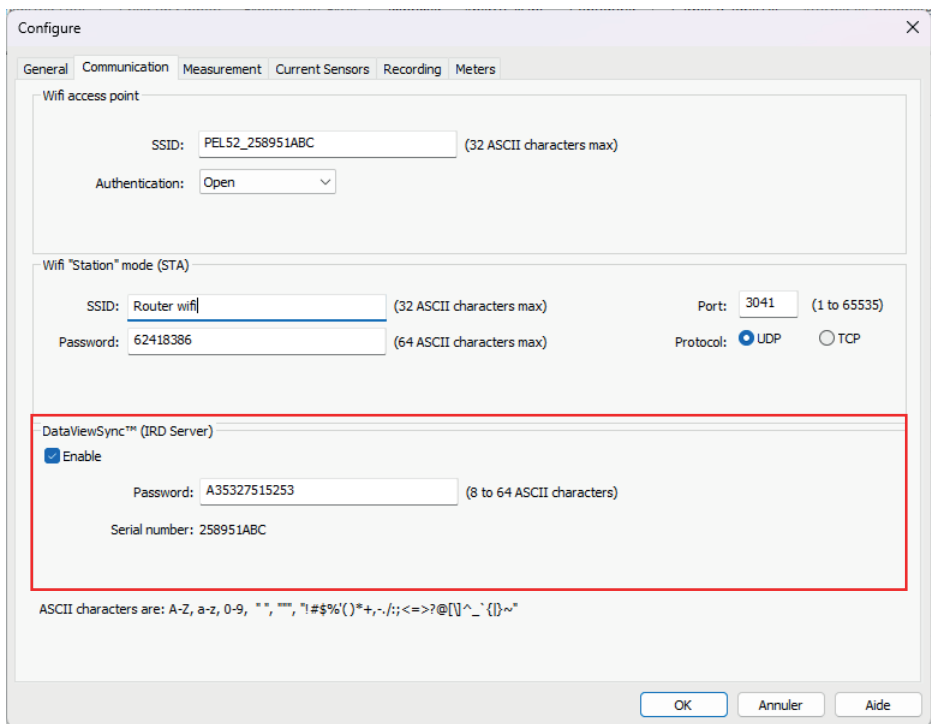 Configure
General Communication Measurement Current Sensors Recording Meters
Wifi access point
SSID: PEL52_258951ABC (32 ASCII characters max)
Authentication: Open
Wifi "Station" mode (STA)
SSID: Router wifi (32 ASCII characters max) Port: 3041 (1 to 65535)
Password: 62418386 (64 ASCII characters max) Protocol: UDP TCP
DataViewSync™ (IRD Server)
Enable
Password: A35327515253 (8 to 64 ASCII characters)
Serial number: 258951ABC
ASCII characters are: A-Z, a-z, 0-9, " ", """, "!#$%'()*+,-./:;<=>?@[\]^_`{|}~"
OK Annuler Aide